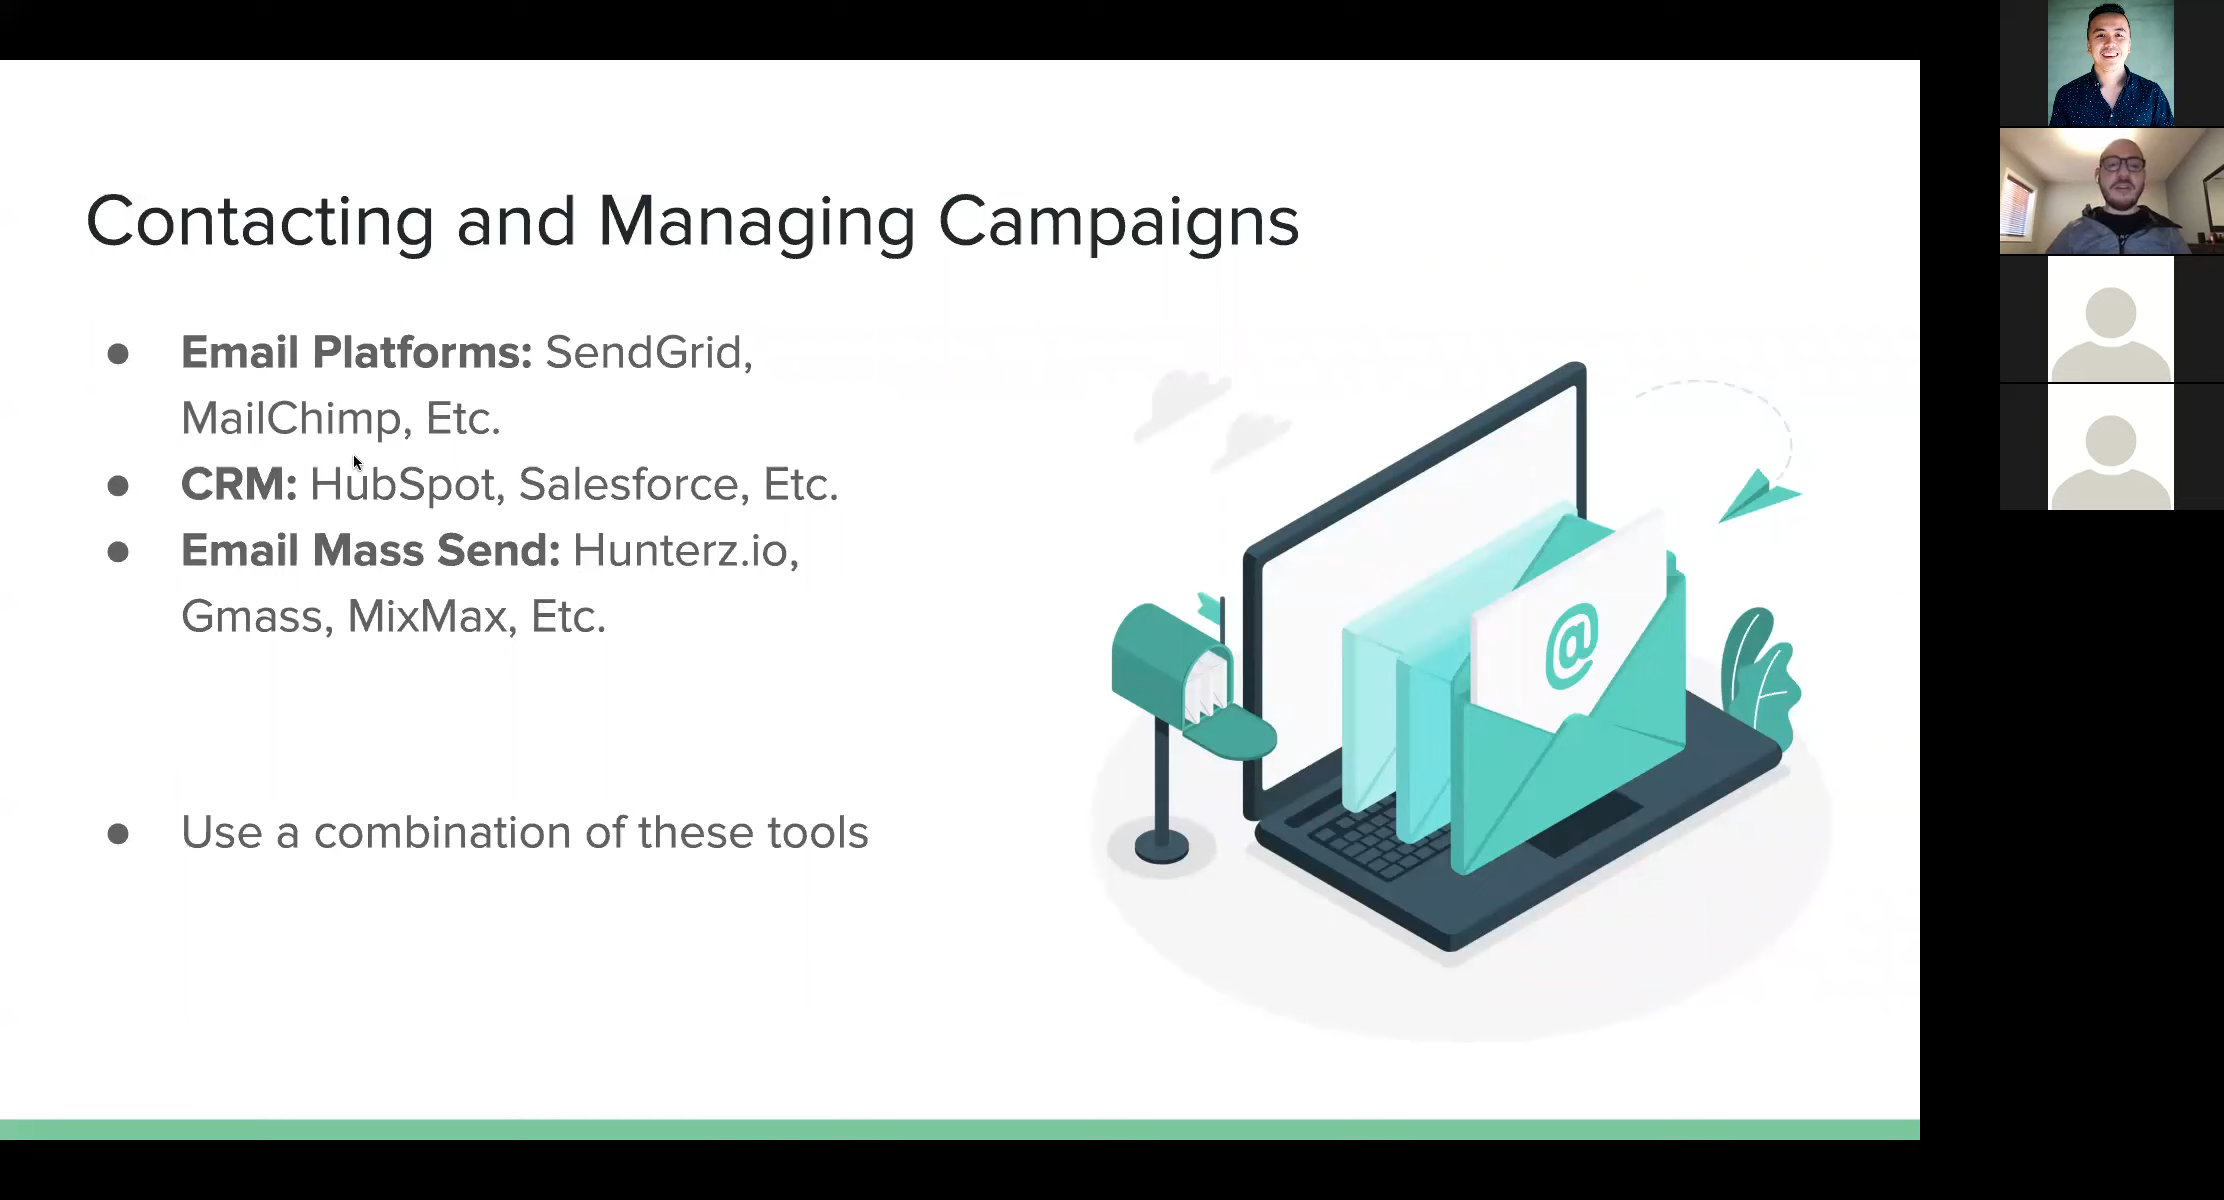 Contacting and Managing Campaigns
● Email Platforms: SendGrid,
MailChimp, Etc.
● CRM: HubSpot, Salesforce, Etc.
● Email Mass Send: Hunterz.io,
Gmass, MixMax, Etc.
● Use a combination of these tools
@